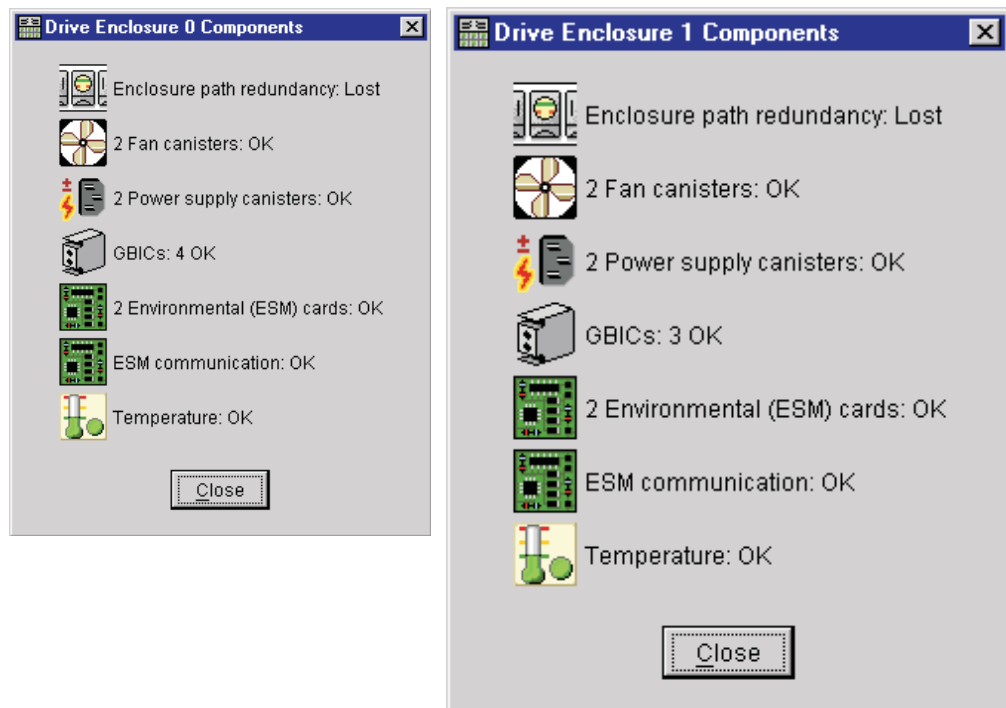 Drive Enclosure 0 Components
Enclosure path redundancy: Lost
2 Fan canisters: OK
2 Power supply canisters: OK
GBICs: 4 OK
2 Environmental (ESM) cards: OK
ESM communication: OK
Temperature: OK
Close
Drive Enclosure 1 Components
Enclosure path redundancy: Lost
2 Fan canisters: OK
2 Power supply canisters: OK
GBICs: 3 OK
2 Environmental (ESM) cards: OK
ESM communication: OK
Temperature: OK
Close